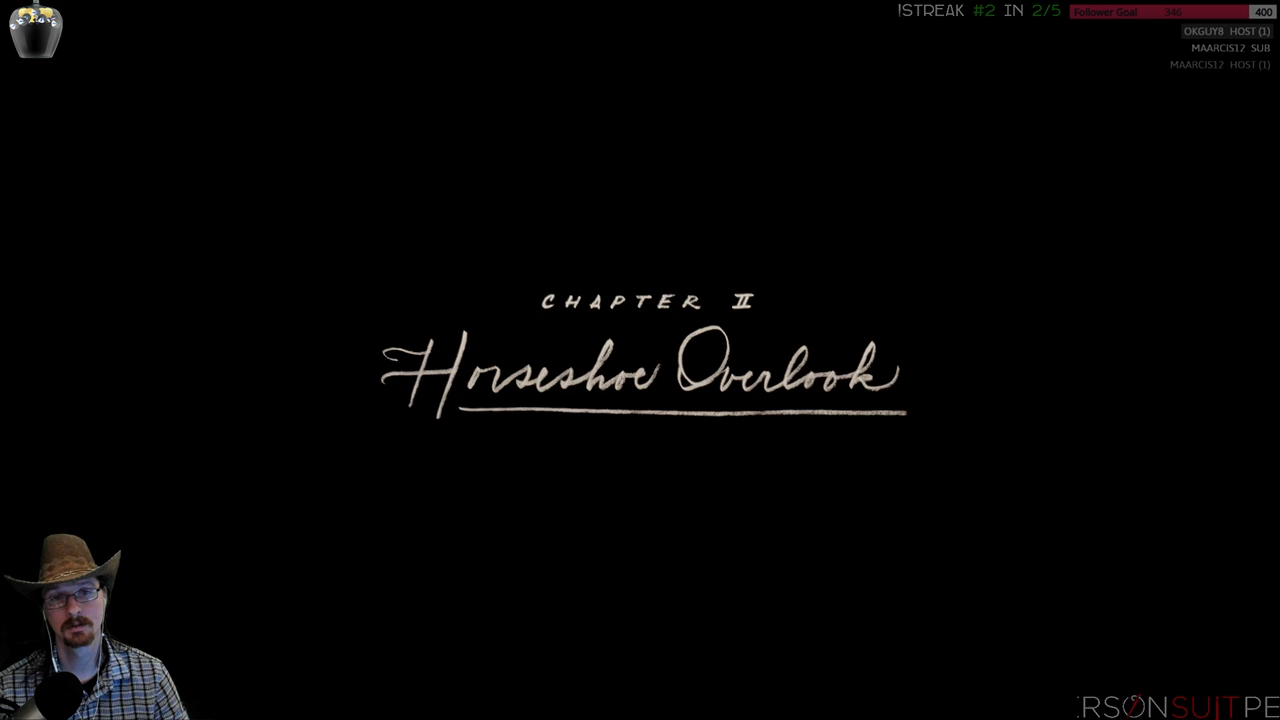 !STREAK #2 IN 2/5
Follower Goal 346 400
OKGUY8 HOST (1)
MAARCIS12 SUB
MAARCIS12 HOST (1)
CHAPTER II
Horseshoe Overlook
RSONSUITPE